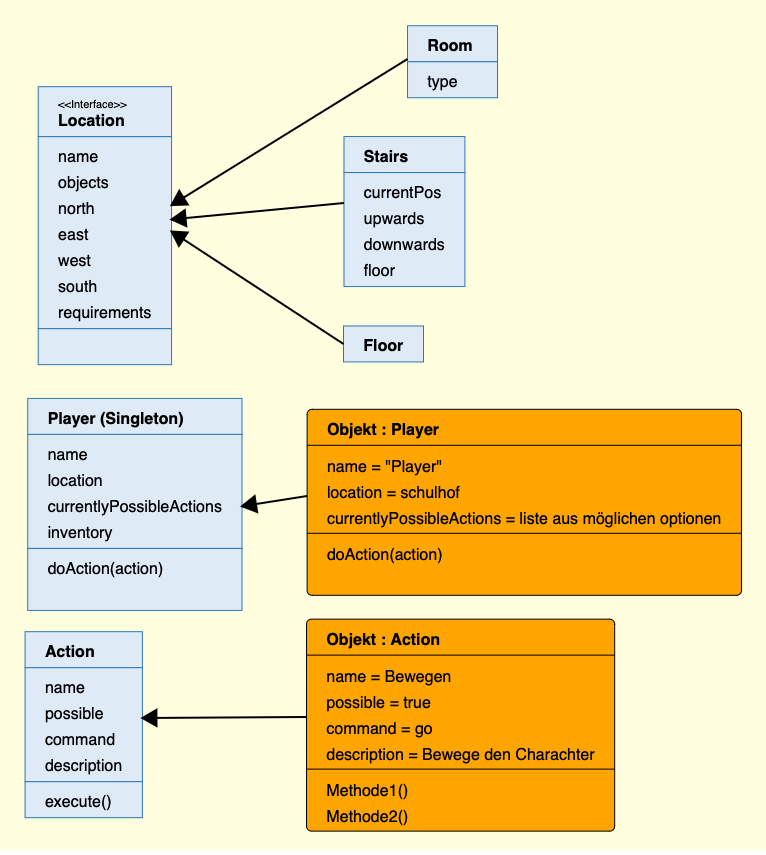 Room
type
<<Interface>>
Location
name
objects
north
east
west
south
requirements
Stairs
currentPos
upwards
downwards
floor
Floor
Player (Singleton)
name
location
currentlyPossibleActions
inventory
doAction(action)
Objekt : Player
name = "Player"
location = schulhof
currentlyPossibleActions = liste aus möglichen optionen
doAction(action)
Action
name
possible
command
description
execute()
Objekt : Action
name = Bewegen
possible = true
command = go
description = Bewege den Charachter
Methode1()
Methode2()